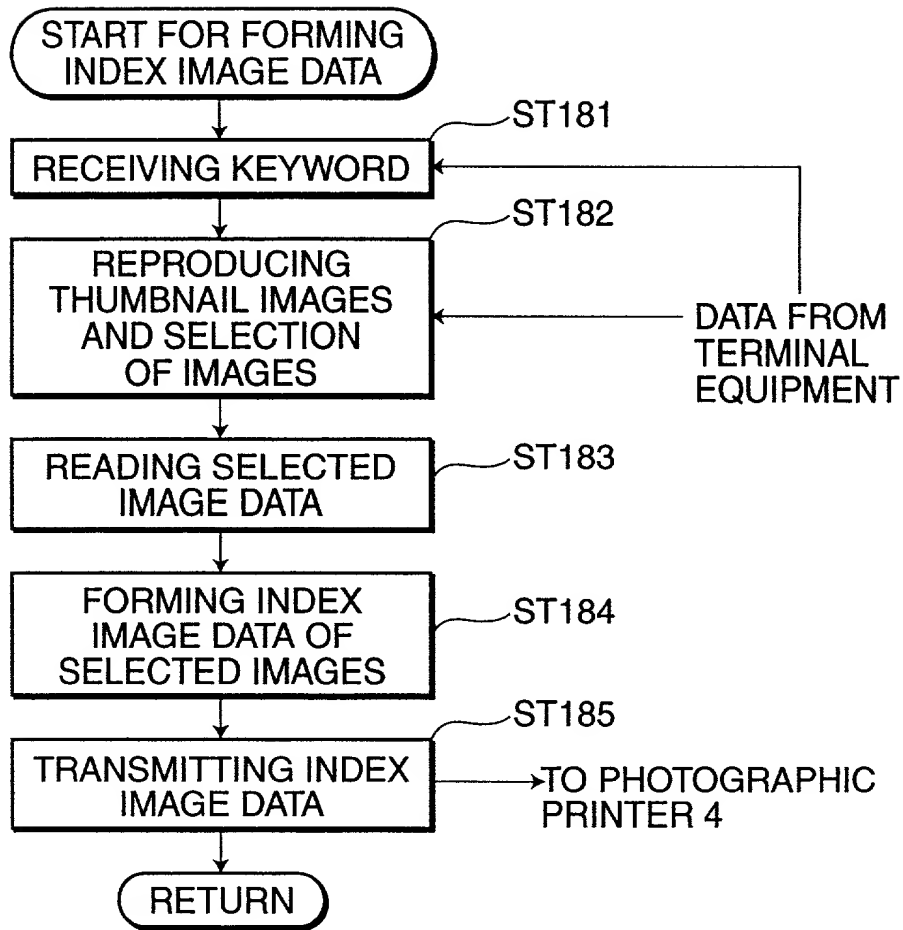 START FOR FORMING
INDEX IMAGE DATA
ST181
RECEIVING KEYWORD
ST182
REPRODUCING
THUMBNAIL IMAGES
AND SELECTION
OF IMAGES
DATA FROM
TERMINAL
EQUIPMENT
ST183
READING SELECTED
IMAGE DATA
ST184
FORMING INDEX
IMAGE DATA OF
SELECTED IMAGES
ST185
TRANSMITTING INDEX
IMAGE DATA
TO PHOTOGRAPHIC
PRINTER 4
RETURN